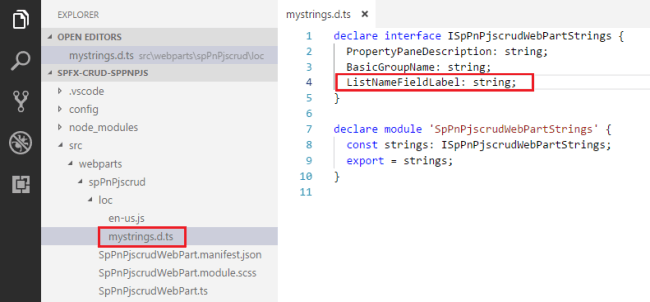 EXPLORER
OPEN EDITORS
mystrings.d.ts src\webparts\spPnPjscrud\loc
SPFX-CRUD-SPPNPJS
.vscode
config
node_modules
src
webparts
spPnPjscrud
loc
en-us.js
mystrings.d.ts
SpPnPjscrudWebPart.manifest.json
SpPnPjscrudWebPart.module.scss
SpPnPjscrudWebPart.ts
mystrings.d.ts ×
1 declare interface ISpPnPjscrudWebPartStrings {
2 PropertyPaneDescription: string;
3 BasicGroupName: string;
4 ListNameFieldLabel: string;
5 }
6
7 declare module 'SpPnPjscrudWebPartStrings' {
8 const strings: ISpPnPjscrudWebPartStrings;
9 export = strings;
10 }
11